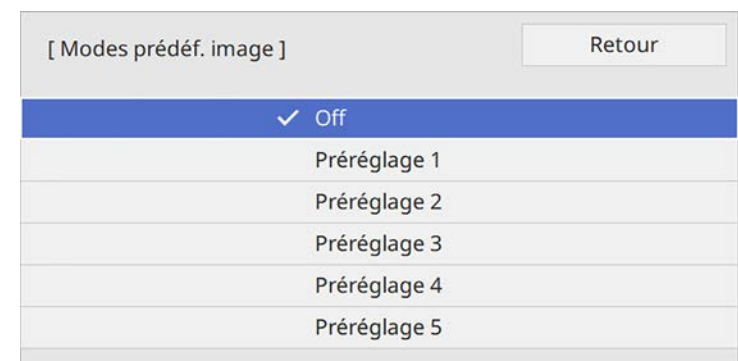 [ Modes prédéf. image ]
Retour
Off
Préréglage 1
Préréglage 2
Préréglage 3
Préréglage 4
Préréglage 5